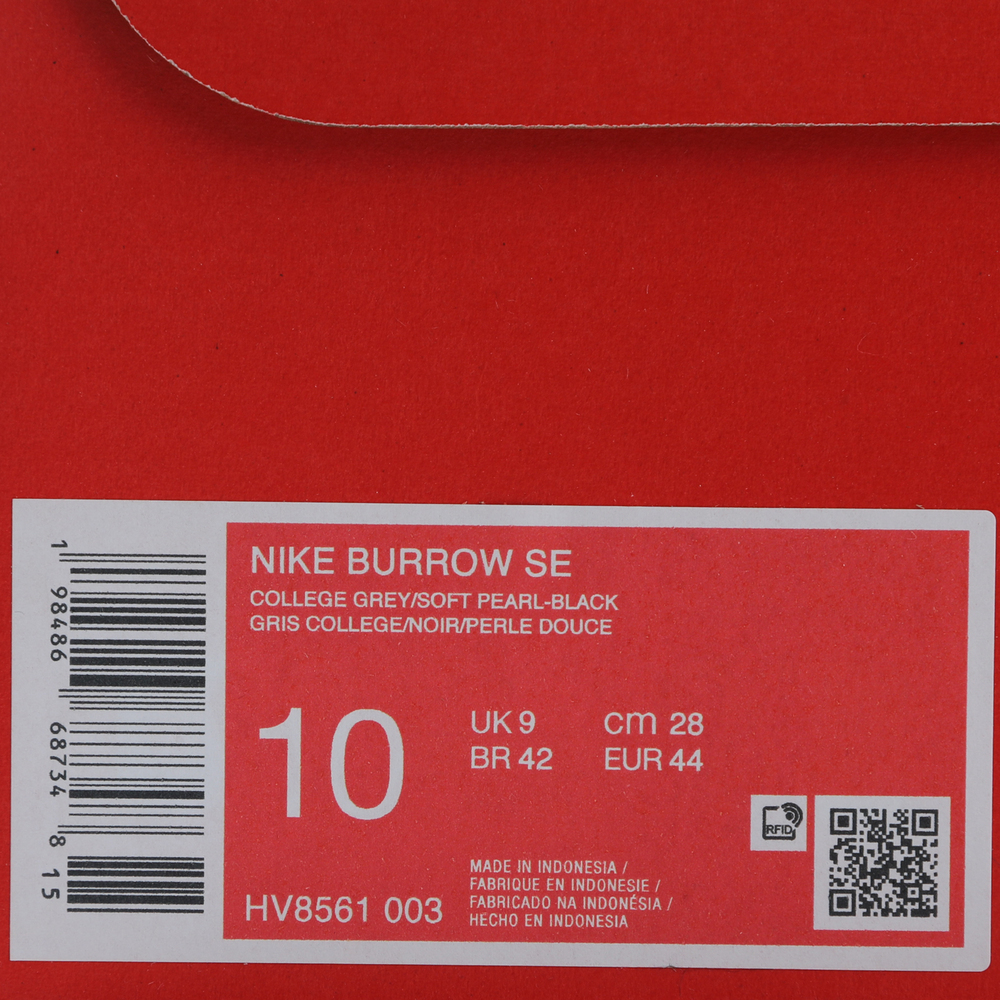 NIKE BURROW SE
COLLEGE GREY/SOFT PEARL-BLACK
GRIS COLLEGE/NOIR/PERLE DOUCE
10
UK 9
cm 28
BR 42
EUR 44
RFID
MADE IN INDONESIA /
FABRIQUE EN INDONESIE /
FABRICADO NA INDONÉSIA /
HECHO EN INDONESIA
HV8561 003
1 98486 68734 8 15